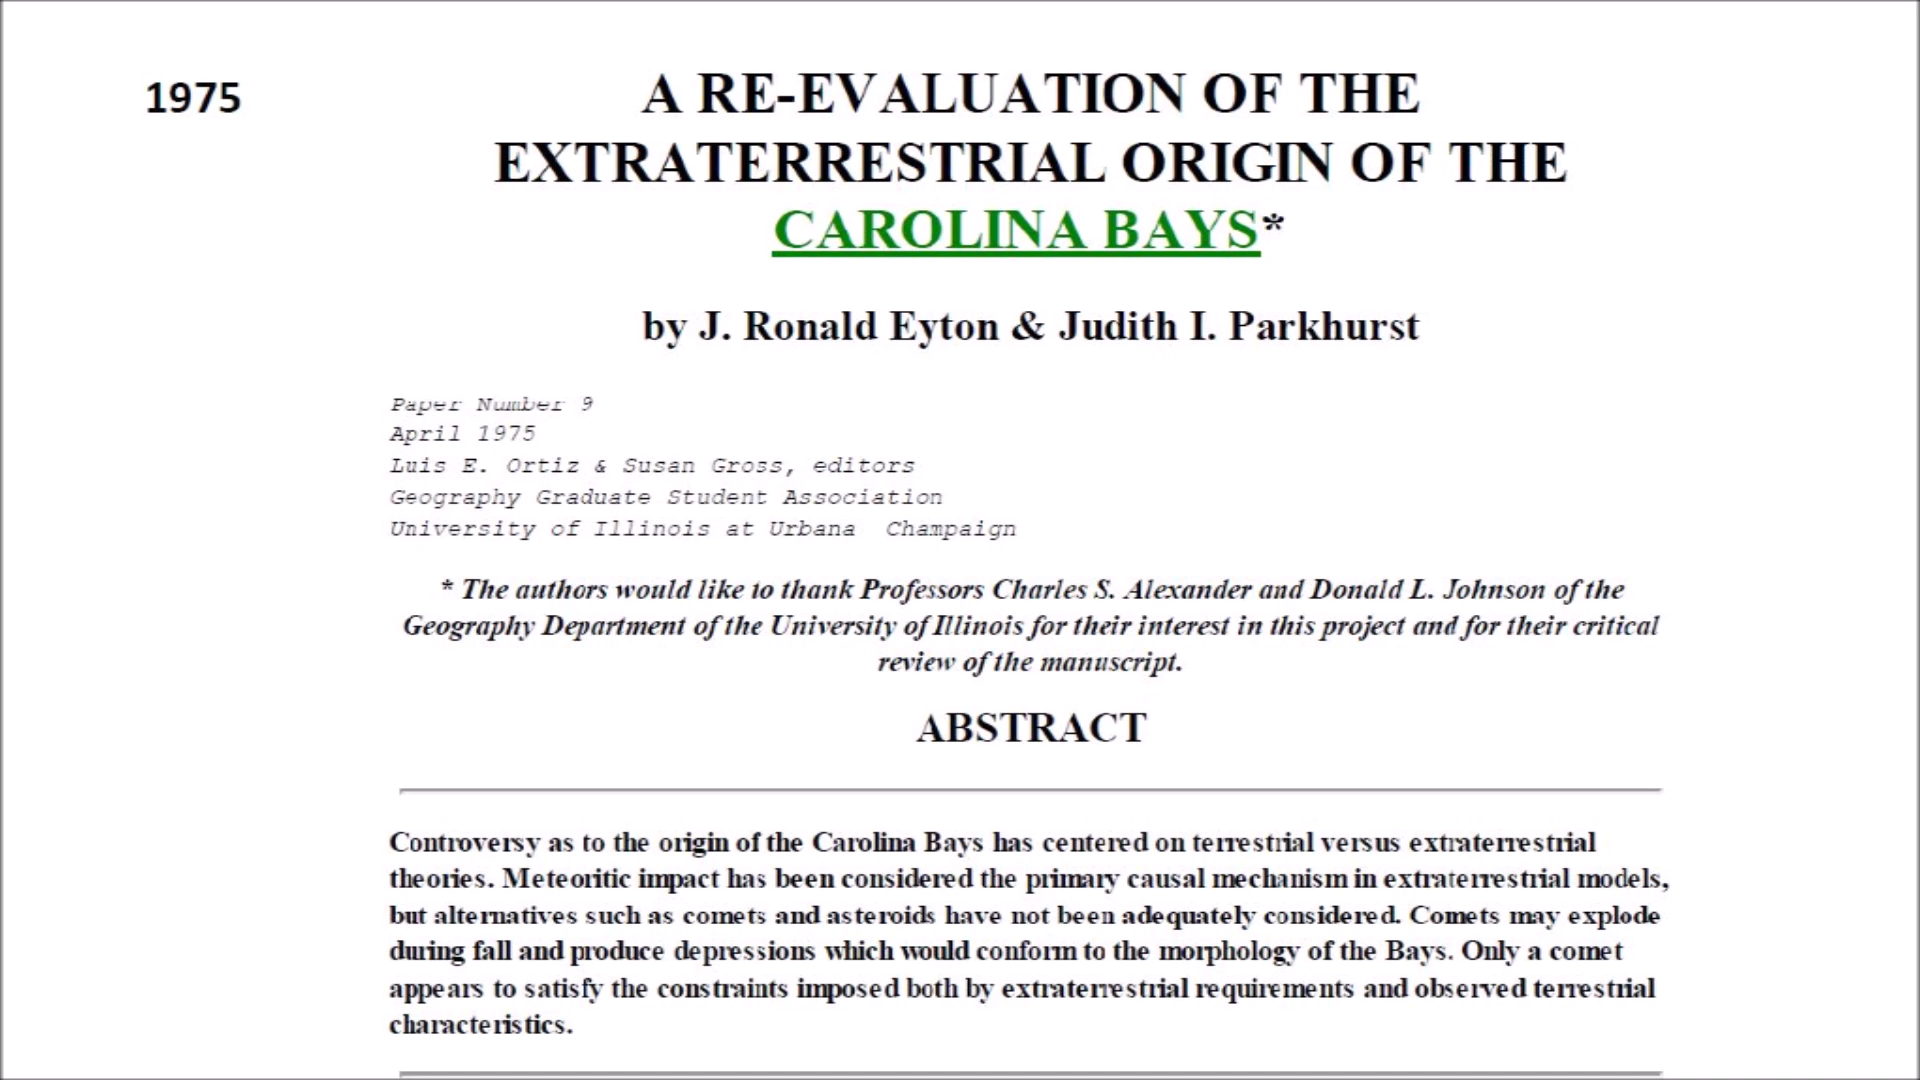 1975
A RE-EVALUATION OF THE
EXTRATERRESTRIAL ORIGIN OF THE
CAROLINA BAYS*
by J. Ronald Eyton & Judith I. Parkhurst
Paper Number 9
April 1975
Luis E. Ortiz & Susan Gross, editors
Geography Graduate Student Association
University of Illinois at Urbana Champaign
* The authors would like to thank Professors Charles S. Alexander and Donald L. Johnson of the
Geography Department of the University of Illinois for their interest in this project and for their critical
review of the manuscript.
ABSTRACT
Controversy as to the origin of the Carolina Bays has centered on terrestrial versus extraterrestrial
theories. Meteoritic impact has been considered the primary causal mechanism in extraterrestrial models,
but alternatives such as comets and asteroids have not been adequately considered. Comets may explode
during fall and produce depressions which would conform to the morphology of the Bays. Only a comet
appears to satisfy the constraints imposed both by extraterrestrial requirements and observed terrestrial
characteristics.